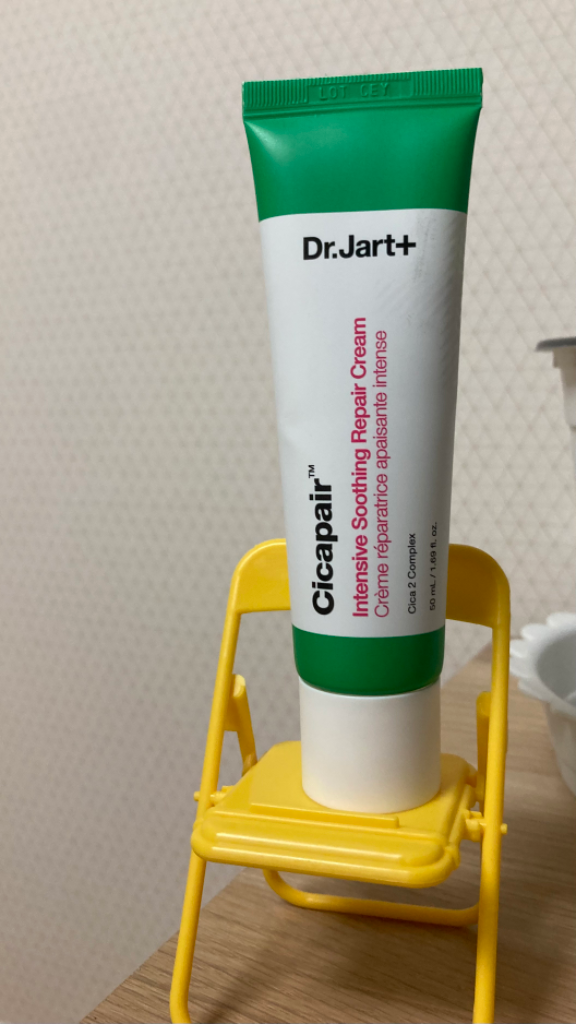 Dr.Jart+
Cicapair™
Intensive Soothing Repair Cream
Crème réparatrice apaisante intense
Cica 2 Complex
50 mL / 1.69 fl. oz.